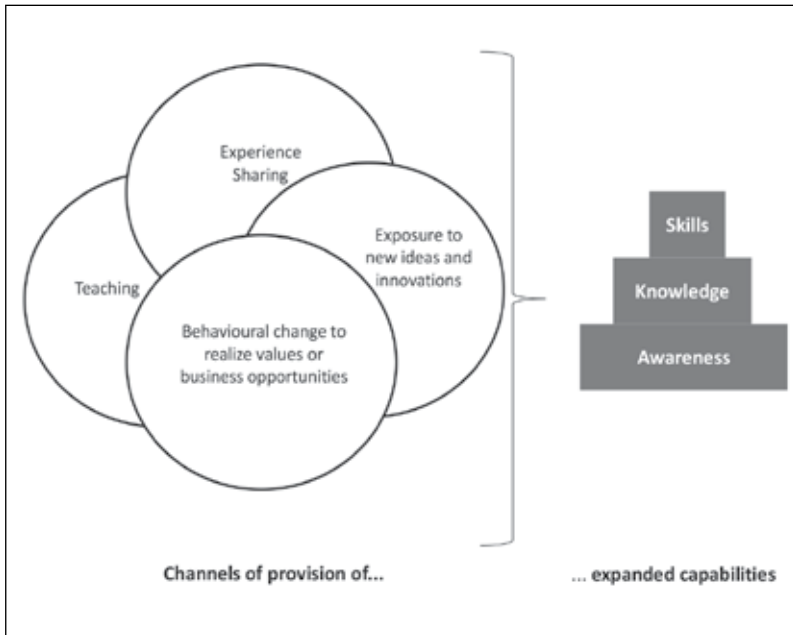 Experience
Sharing
Exposure to
new ideas and
innovations
Teaching
Behavioural change to
realize values or
business opportunities
Skills
Knowledge
Awareness
Channels of provision of...
... expanded capabilities